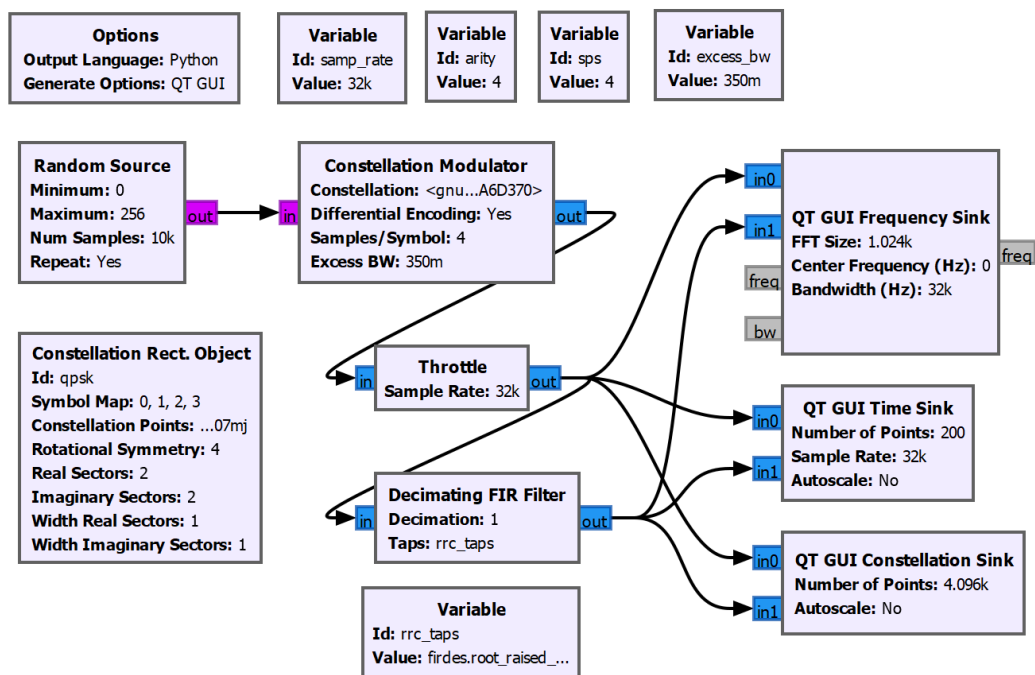 Options
Output Language: Python
Generate Options: QT GUI
Variable
Id: samp_rate
Value: 32k
Variable
Id: arity
Value: 4
Variable
Id: sps
Value: 4
Variable
Id: excess_bw
Value: 350m
Random Source
Minimum: 0
Maximum: 256
Num Samples: 10k
Repeat: Yes
out
in
Constellation Modulator
Constellation: <gnu...A6D370>
Differential Encoding: Yes
Samples/Symbol: 4
Excess BW: 350m
out
in0
in1
freq
bw
QT GUI Frequency Sink
FFT Size: 1.024k
Center Frequency (Hz): 0
Bandwidth (Hz): 32k
freq
Constellation Rect. Object
Id: qpsk
Symbol Map: 0, 1, 2, 3
Constellation Points: ...07mj
Rotational Symmetry: 4
Real Sectors: 2
Imaginary Sectors: 2
Width Real Sectors: 1
Width Imaginary Sectors: 1
in
Throttle
Sample Rate: 32k
out
in0
in1
QT GUI Time Sink
Number of Points: 200
Sample Rate: 32k
Autoscale: No
in
Decimating FIR Filter
Decimation: 1
Taps: rrc_taps
out
in0
in1
QT GUI Constellation Sink
Number of Points: 4.096k
Autoscale: No
Variable
Id: rrc_taps
Value: firdes.root_raised_...